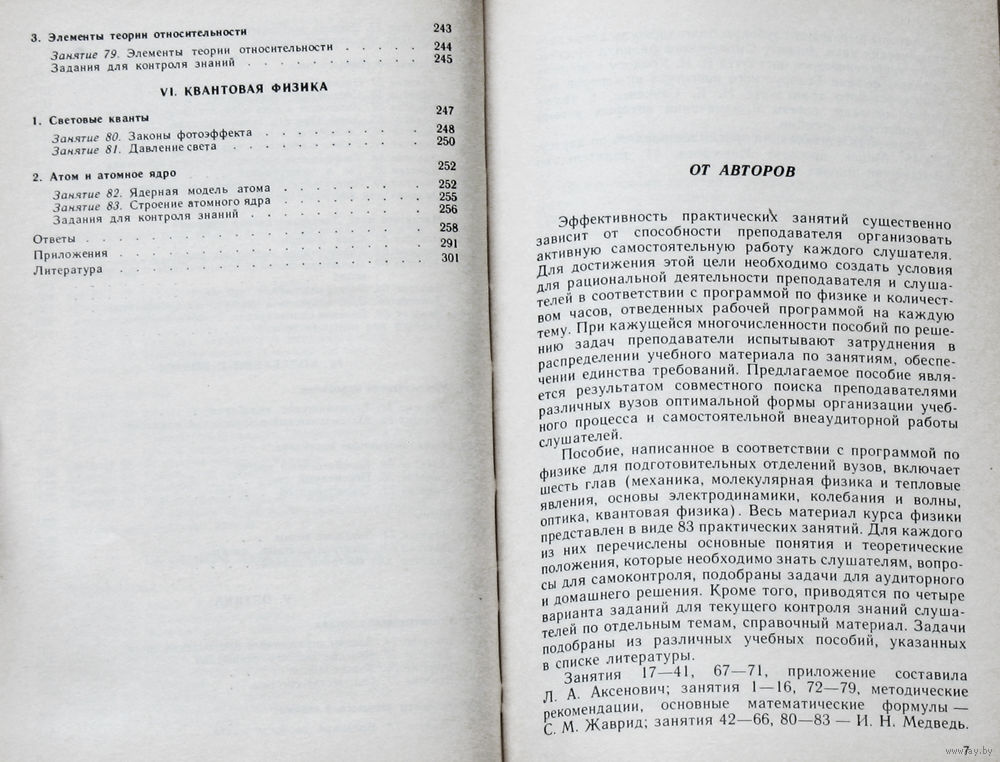 3. Элементы теории относительности 243
Занятие 79. Элементы теории относительности . . . . . 244
Задания для контроля знаний . . . . . . . . . . 245
VI. КВАНТОВАЯ ФИЗИКА
1. Световые кванты 247
Занятие 80. Законы фотоэффекта . . . . . . . . 248
Занятие 81. Давление света . . . . . . . . . . 250
2. Атом и атомное ядро 252
Занятие 82. Ядерная модель атома . . . . . . . 252
Занятие 83. Строение атомного ядра . . . . . . . 255
Задания для контроля знаний . . . . . . . . . . 256
Ответы . . . . . . . . . . . . . . . . 258
Приложения . . . . . . . . . . . . . . 291
Литература . . . . . . . . . . . . . . 301
ОТ АВТОРОВ
Эффективность практических занятий существенно
зависит от способности преподавателя организовать
активную самостоятельную работу каждого слушателя.
Для достижения этой цели необходимо создать условия
для рациональной деятельности преподавателя и слуша-
телей в соответствии с программой по физике и количест-
вом часов, отведенных рабочей программой на каждую
тему. При кажущейся многочисленности пособий по реше-
нию задач преподаватели испытывают затруднения в
распределении учебного материала по занятиям, обеспе-
чении единства требований. Предлагаемое пособие явля-
ется результатом совместного поиска преподавателями
различных вузов оптимальной формы организации учеб-
ного процесса и самостоятельной внеаудиторной работы
слушателей.
Пособие, написанное в соответствии с программой по
физике для подготовительных отделений вузов, включает
шесть глав (механика, молекулярная физика и тепловые
явления, основы электродинамики, колебания и волны,
оптика, квантовая физика). Весь материал курса физики
представлен в виде 83 практических занятий. Для каждого
из них перечислены основные понятия и теоретические
положения, которые необходимо знать слушателям, вопро-
сы для самоконтроля, подобраны задачи для аудиторного
и домашнего решения. Кроме того, приводятся по четыре
варианта заданий для текущего контроля знаний слуша-
телей по отдельным темам, справочный материал. Задачи
подобраны из различных учебных пособий, указанных
в списке литературы.
Занятия 17—41, 67—71, приложение составила
Л. А. Аксенович; занятия 1—16, 72—79, методические
рекомендации, основные математические формулы —
С. М. Жаврид; занятия 42—66, 80—83 — И. Н. Медведь.
7
www.ay.by